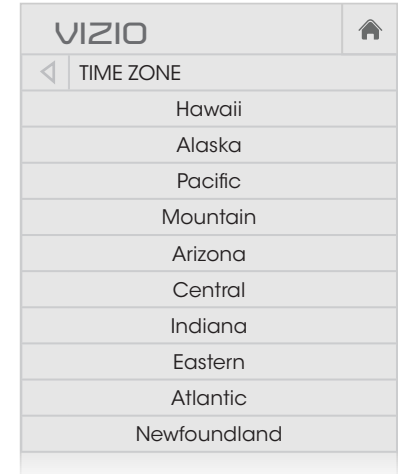 VIZIO
TIME ZONE
Hawaii
Alaska
Pacific
Mountain
Arizona
Central
Indiana
Eastern
Atlantic
Newfoundland